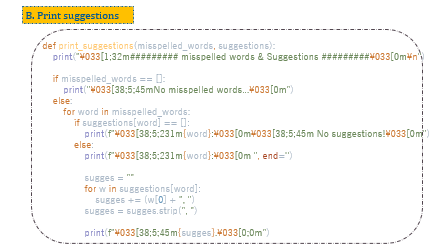 B. Print suggestions
def print_suggestions(misspelled_words, suggestions):
print("¥033[1;32m######### misspelled words & Suggestions #########¥033[0m¥n")
if misspelled_words == []:
print("¥033[38;5;45mNo misspelled words...¥033[0m")
else:
for word in misspelled_words:
if suggestions[word] == []:
print(f"¥033[38;5;231m{word}:¥033[0m¥033[38;5;45m No suggestions!¥033[0m")
else:
print(f"¥033[38;5;231m{word}:¥033[0m ", end='')
sugges = ""
for w in suggestions[word]:
sugges += (w[0] + ", ")
sugges = sugges.strip(", ")
print(f"¥033[38;5;45m{sugges}.¥033[0;0m")